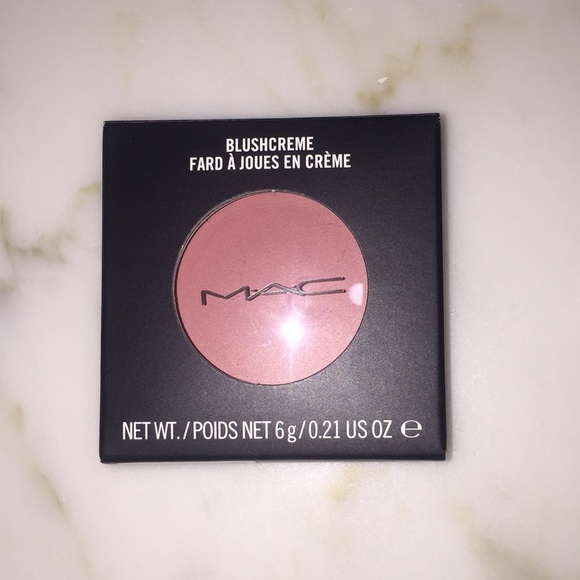 BLUSHCREME
FARD À JOUES EN CRÈME
MAC
NET WT./POIDS NET 6 g/0.21 US OZ ℮